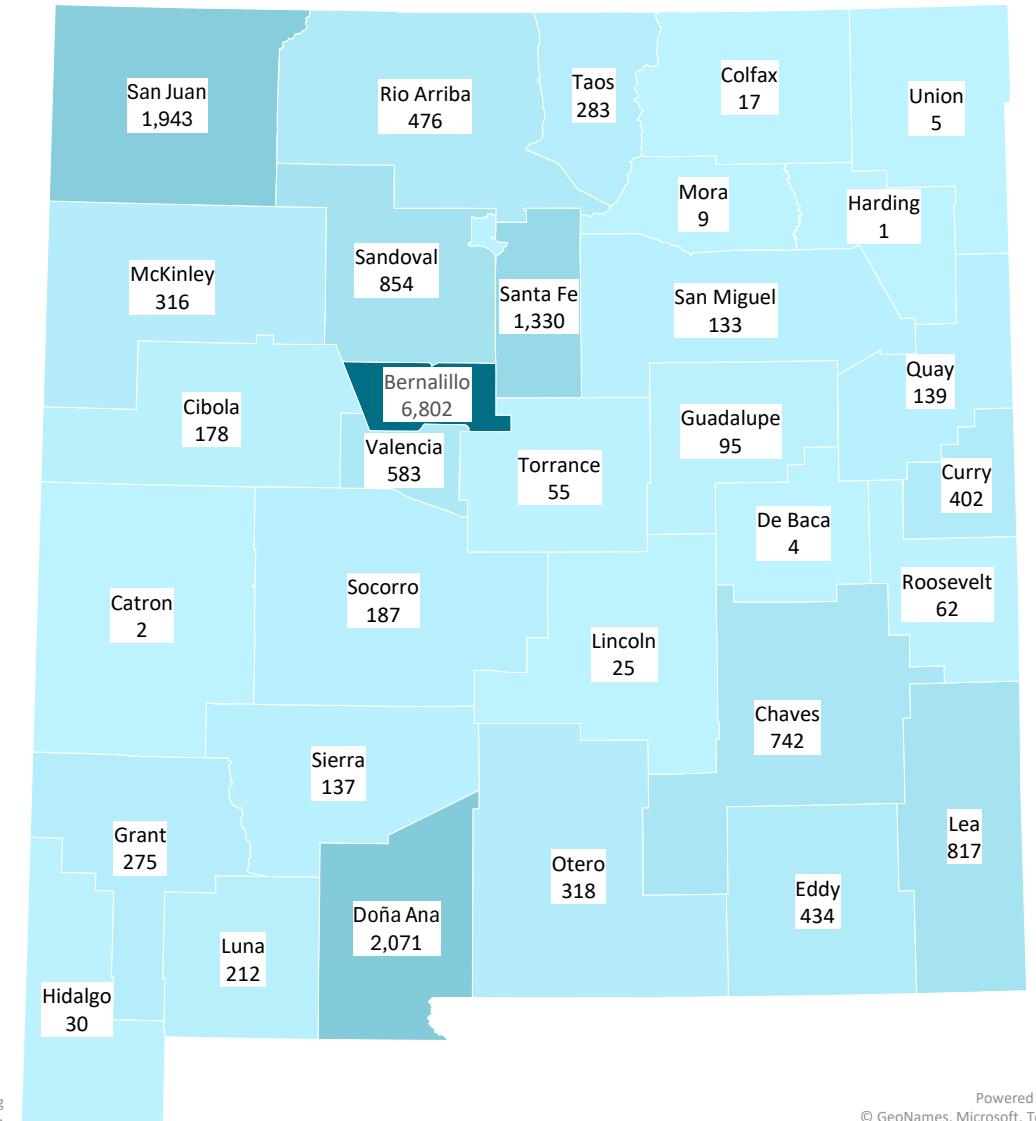 San Juan
1,943
Rio Arriba
476
Taos
283
Colfax
17
Union
5
Mora
9
Harding
1
McKinley
316
Sandoval
854
Santa Fe
1,330
San Miguel
133
Quay
139
Cibola
178
Bernalillo
6,802
Valencia
583
Torrance
55
Guadalupe
95
Curry
402
De Baca
4
Catron
2
Socorro
187
Lincoln
25
Roosevelt
62
Chaves
742
Sierra
137
Grant
275
Otero
318
Lea
817
Eddy
434
Doña Ana
2,071
Luna
212
Hidalgo
30
Powered
© GeoNames, Microsoft, T